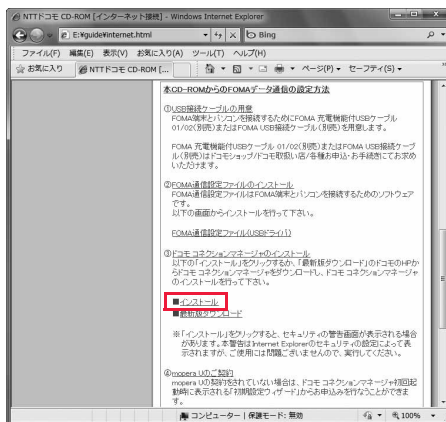 NTTドコモ CD-ROM [インターネット接続] - Windows Internet Explorer
E:¥guide¥internet.html
Bing
ファイル(F) 編集(E) 表示(V) お気に入り(A) ツール(T) ヘルプ(H)
お気に入り NTTドコモ CD-ROM [... ページ(P) セーフティ(S)
本CD-ROMからのFOMAデータ通信の設定方法
①USB接続ケーブルの用意
FOMA端末とパソコンを接続するためにFOMA 充電機能付USBケーブル
01/02(別売)またはFOMA USB接続ケーブル(別売)を用意します。
FOMA 充電機能付USBケーブル 01/02(別売)またはFOMA USB接続ケーブ
ル(別売)はドコモショップ/ドコモ取扱い店/各種お申込・お手続きにてお求め
いただけます。
②FOMA通信設定ファイルのインストール
FOMA通信設定ファイルはFOMA端末とパソコンを接続するためのソフトウェア
です。
以下の画面からインストールを行って下さい。
FOMA通信設定ファイル(USBドライバ)
③ドコモ コネクションマネージャのインストール
以下の「インストール」をクリックするか、「最新版ダウンロード」のドコモのHPか
らドコモ コネクションマネージャをダウンロードし、ドコモ コネクションマネージャ
のインストールを行って下さい。
■インストール
■最新版ダウンロード
※「インストール」をクリックすると、セキュリティの警告画面が表示される場合
があります。本警告はInternet Explorerのセキュリティの設定によって表
示されますが、ご使用には問題ございませんので、実行してください。
④mopera Uのご契約
mopera Uの契約をされていない場合は、ドコモ コネクションマネージャ初回起
動時に表示される「初期設定ウィザード」からお申込みを行なうことができま
す。
コンピューター | 保護モード: 無効 100%